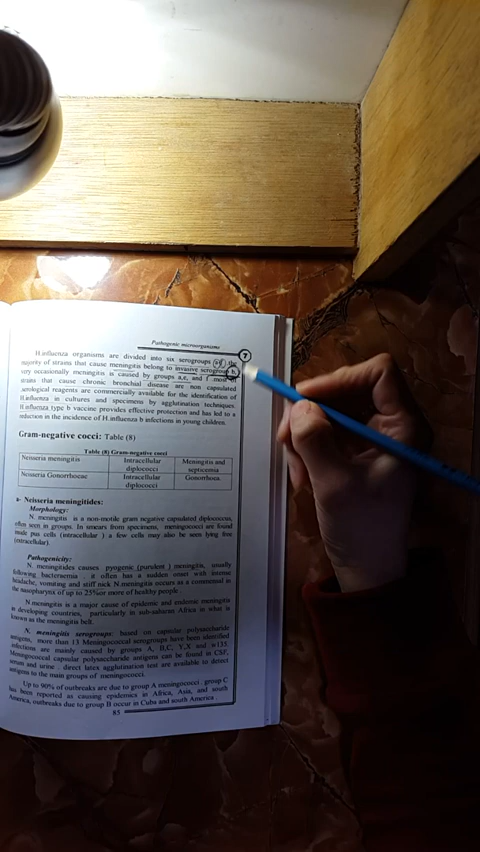 Pathogenic microorganisms
7
H.influenza organisms are divided into six serogroups the
majority of strains that cause meningitis belong to invasive serogroup b,
very occasionally meningitis is caused by groups a,e, and f most of
strains that cause chronic bronchial disease are non capsulated
serological reagents are commercially available for the identification of
H.influenza in cultures and specimens by agglutination techniques.
H.influenza type b vaccine provides effective protection and has led to a
reduction in the incidence of H.influenza b infections in young children.
Gram-negative cocci: Table (8)
Table (8) Gram-negative cocci
Neisseria meningitis Intracellular diplococci Meningitis and septicemia
Neisseria Gonorrhoeae Intracellular diplococci Gonorrhoea
a- Neisseria meningitides:
Morphology:
N. meningitis is a non-motile gram negative capsulated diplococcus,
often seen in groups. In smears from specimens, meningococci are found
inside pus cells (intracellular ) a few cells may also be seen lying free
(extracellular).
Pathogenicity:
N. meningitides causes pyogenic (purulent ) meningitis, usually
following bacteraemia . it often has a sudden onset with intense
headache, vomiting and stiff nick N.meningitis occurs as a commensal in
the nasopharynx of up to 25%or more of healthy people .
N.meningitis is a major cause of epidemic and endemic meningitis
in developing countries, particularly in sub-saharan Africa in what is
known as the meningitis belt.
N. meningitis serogroups: based on capsular polysaccharide
antigens, more than 13 Meningococcal serogroups have been identified
infections are mainly caused by groups A, B,C, Y,X and w135.
Meningococcal capsular polysaccharide antigens can be found in CSF,
serum and urine . direct latex agglutination test are available to detect
antigens to the main groups of meningococci.
Up to 90% of outbreaks are due to group A meningococci . group C
has been reported as causing epidemics in Africa, Asia, and south
America, outbreaks due to group B occur in Cuba and south America .
85